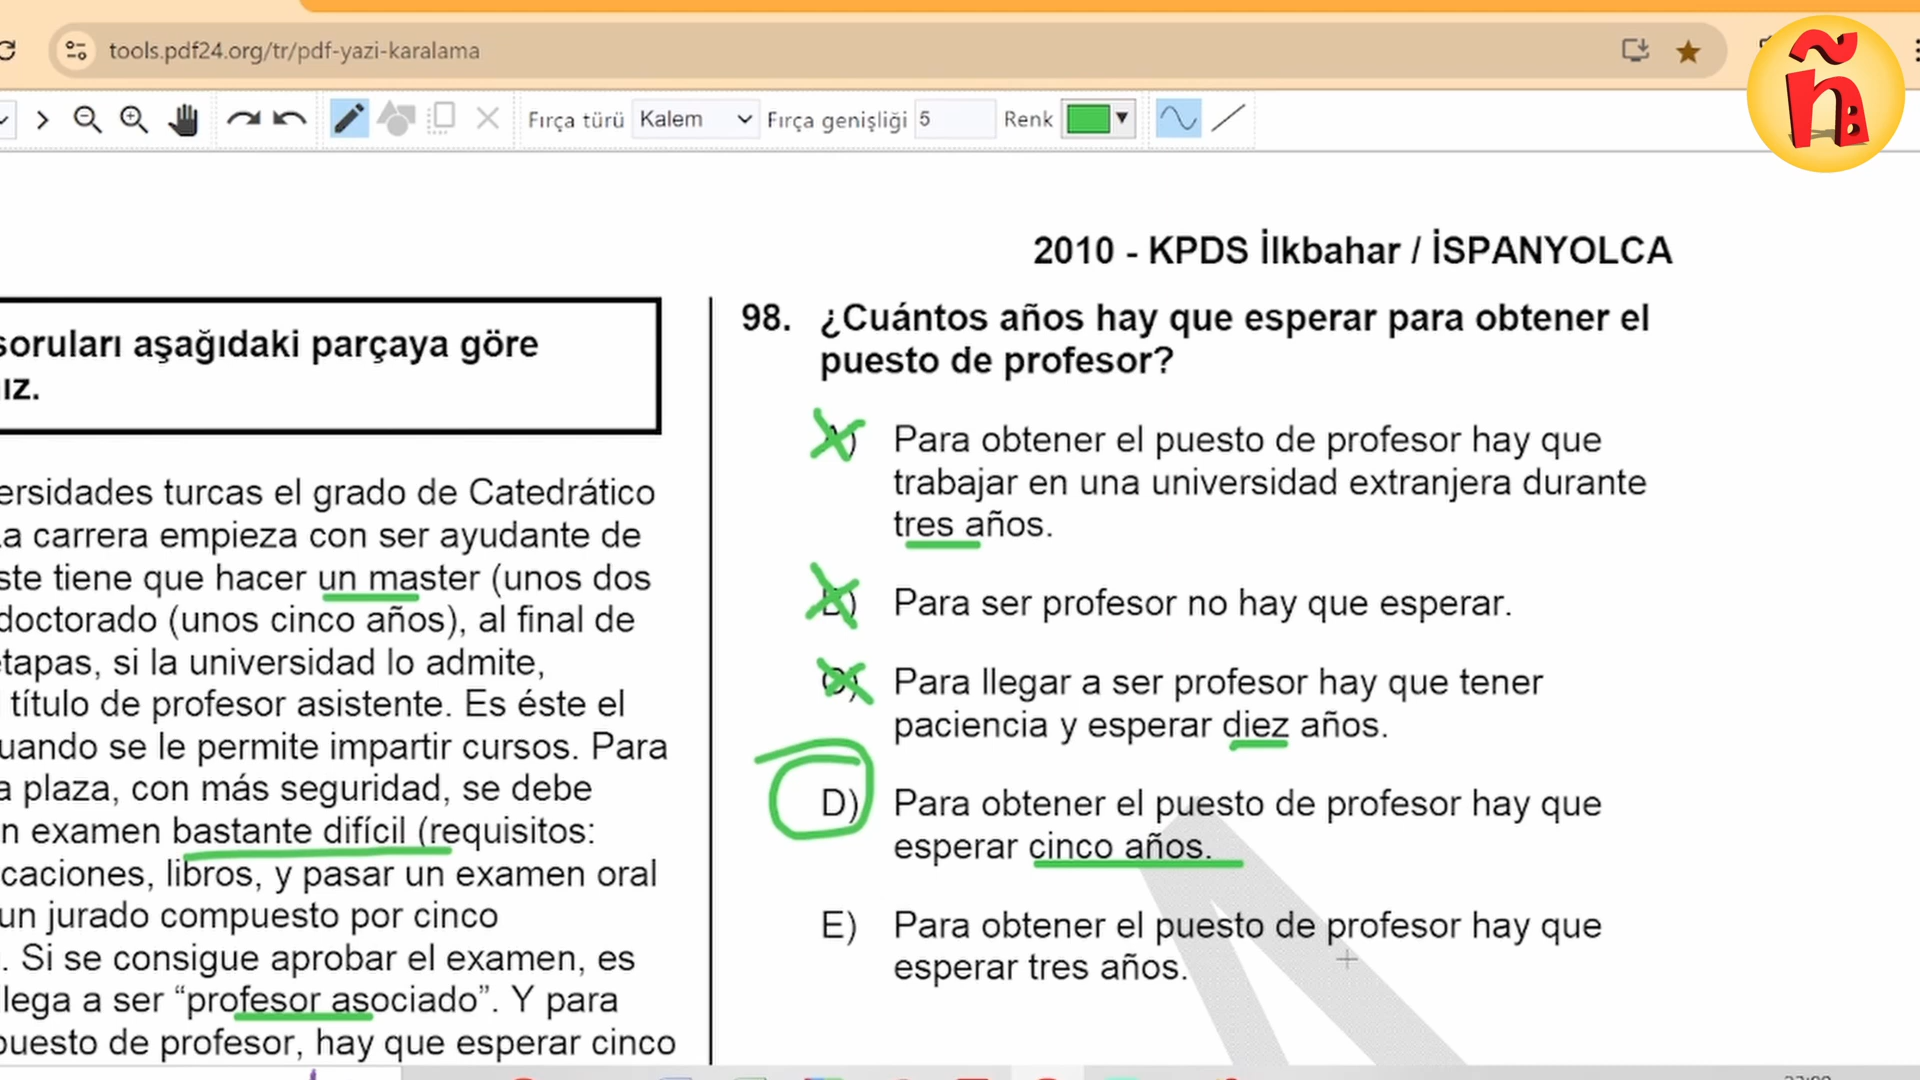 tools.pdf24.org/tr/pdf-yazi-karalama
Fırça türü Kalem Fırça genişliği 5 Renk
ñ
2010 - KPDS İlkbahar / İSPANYOLCA
soruları aşağıdaki parçaya göre
ız.
ersidades turcas el grado de Catedrático
La carrera empieza con ser ayudante de
ste tiene que hacer un master (unos dos
doctorado (unos cinco años), al final de
etapas, si la universidad lo admite,
título de profesor asistente. Es éste el
uando se le permite impartir cursos. Para
a plaza, con más seguridad, se debe
n examen bastante difícil (requisitos:
caciones, libros, y pasar un examen oral
un jurado compuesto por cinco
. Si se consigue aprobar el examen, es
lega a ser “profesor asociado”. Y para
puesto de profesor, hay que esperar cinco
98. ¿Cuántos años hay que esperar para obtener el
puesto de profesor?
A) Para obtener el puesto de profesor hay que
trabajar en una universidad extranjera durante
tres años.
B) Para ser profesor no hay que esperar.
C) Para llegar a ser profesor hay que tener
paciencia y esperar diez años.
D) Para obtener el puesto de profesor hay que
esperar cinco años.
E) Para obtener el puesto de profesor hay que
esperar tres años.